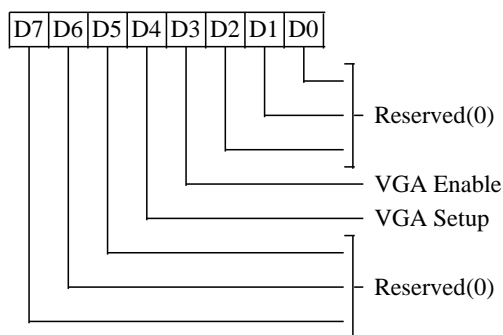 D7 D6 D5 D4 D3 D2 D1 D0
Reserved(0)
VGA Enable
VGA Setup
Reserved(0)